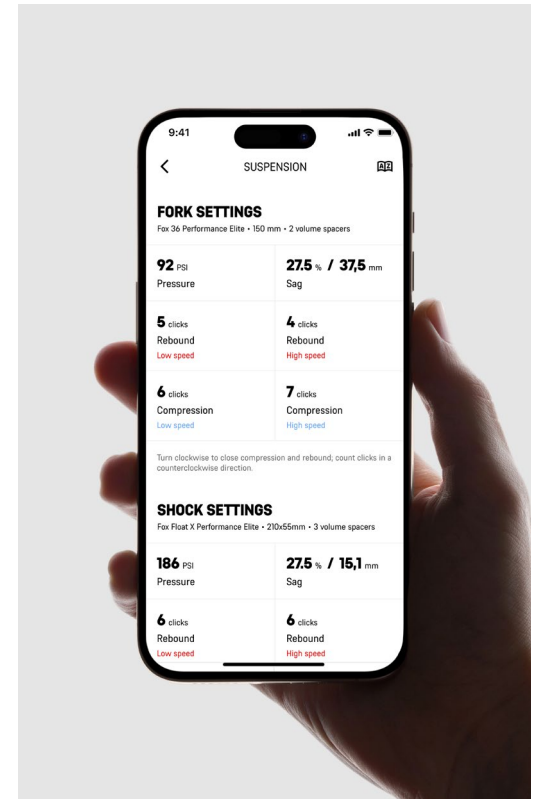 9:41
SUSPENSION
AZ
FORK SETTINGS
Fox 36 Performance Elite • 150 mm • 2 volume spacers
92 PSI
Pressure
27.5 % / 37,5 mm
Sag
5 clicks
Rebound
Low speed
4 clicks
Rebound
High speed
6 clicks
Compression
Low speed
7 clicks
Compression
High speed
Turn clockwise to close compression and rebound; count clicks in a
counterclockwise direction.
SHOCK SETTINGS
Fox Float X Performance Elite • 210x55mm • 3 volume spacers
186 PSI
Pressure
27.5 % / 15,1 mm
Sag
6 clicks
Rebound
Low speed
6 clicks
Rebound
High speed